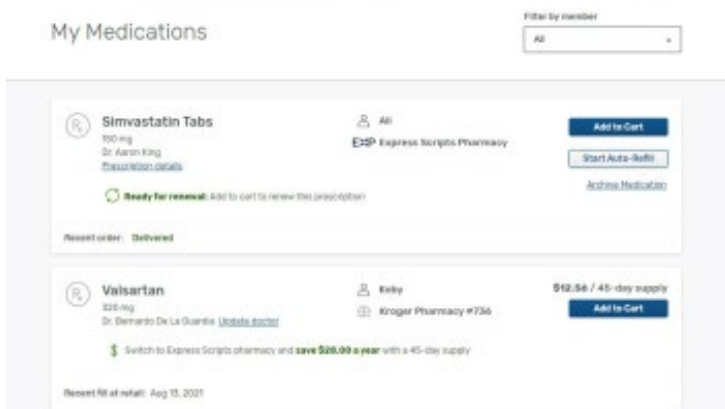 My Medications
Filter by member
All
Simvastatin Tabs
150 mg
Dr. Aaron King
Prescription details
Ready for renewal: Add to cart to renew this prescription
Recent order: Delivered
Ali
Express Scripts Pharmacy
Add to Cart
Start Auto-Refill
Archive Medication
Valsartan
320 mg
Dr. Bernardo De La Guardia Update doctor
$ Switch to Express Scripts pharmacy and save $28.00 a year with a 45-day supply
Recent fill at retail: Aug 13, 2021
Koby
Kroger Pharmacy #736
$12.56 / 45-day supply
Add to Cart